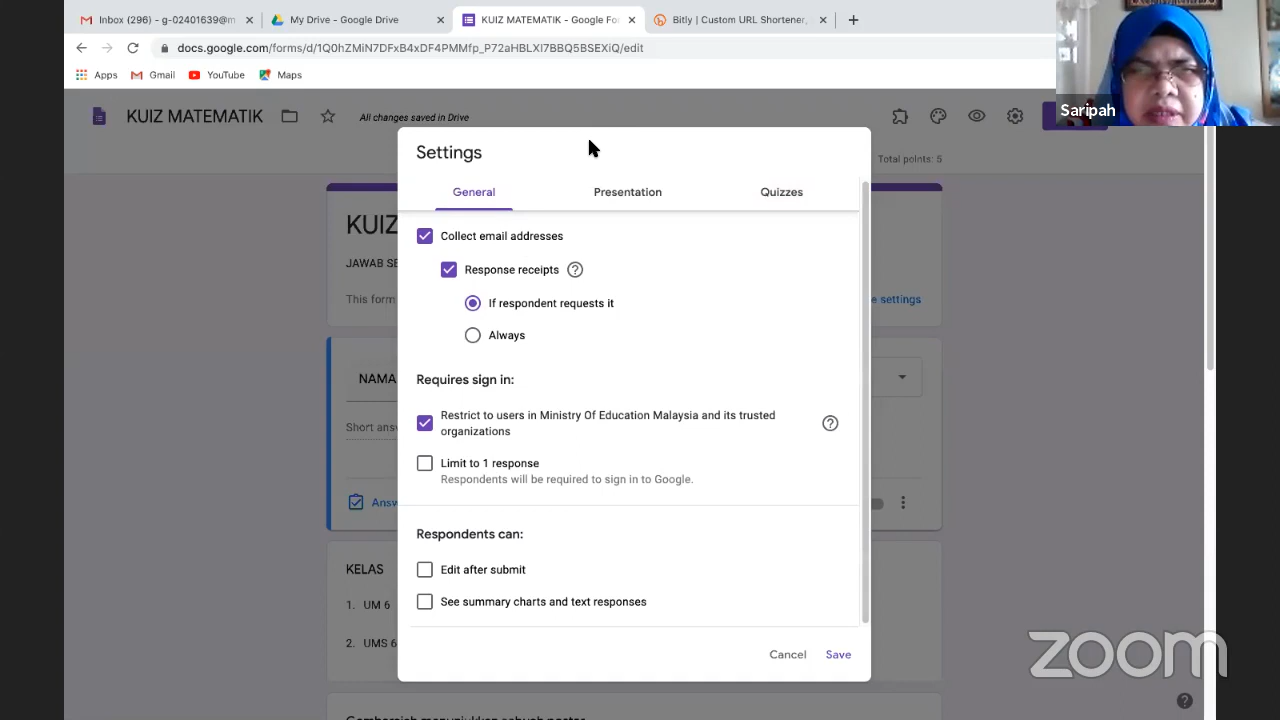 Inbox (296) - g-02401639@m
My Drive - Google Drive
KUIZ MATEMATIK - Google Fo
Bitly | Custom URL Shortener,
docs.google.com/forms/d/1Q0hZMiN7DFxB4xDF4PMMfp_P72aHBLXI7BBQ5BSEXiQ/edit
Apps
Gmail
YouTube
Maps
Saripah
KUIZ MATEMATIK
All changes saved in Drive
Total points: 5
Settings
General
Presentation
Quizzes
KUIZ
Collect email addresses
JAWAB SE
Response receipts
This form
If respondent requests it
e settings
Always
NAMA
Requires sign in:
Restrict to users in Ministry Of Education Malaysia and its trusted
organizations
Short answ
Limit to 1 response
Respondents will be required to sign in to Google.
Answ
Respondents can:
KELAS
Edit after submit
1. UM 6
See summary charts and text responses
2. UMS 6
Cancel
Save
zoom